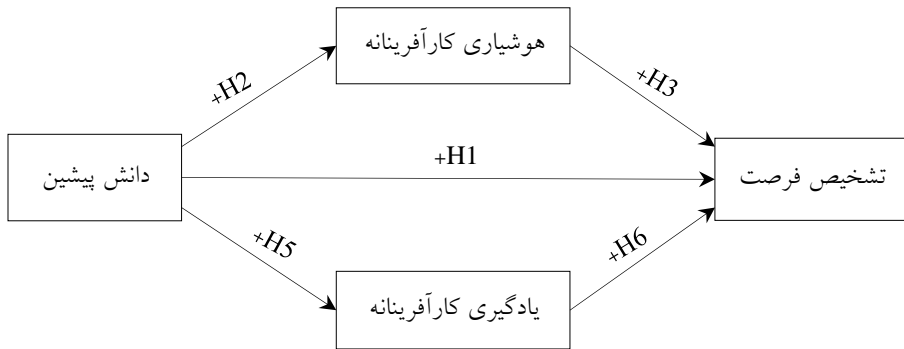 هوشیاری کارآفرینانه
+H2
+H3
+H1
دانش پیشین
تشخیص فرصت
+H5
+H6
یادگیری کارآفرینانه